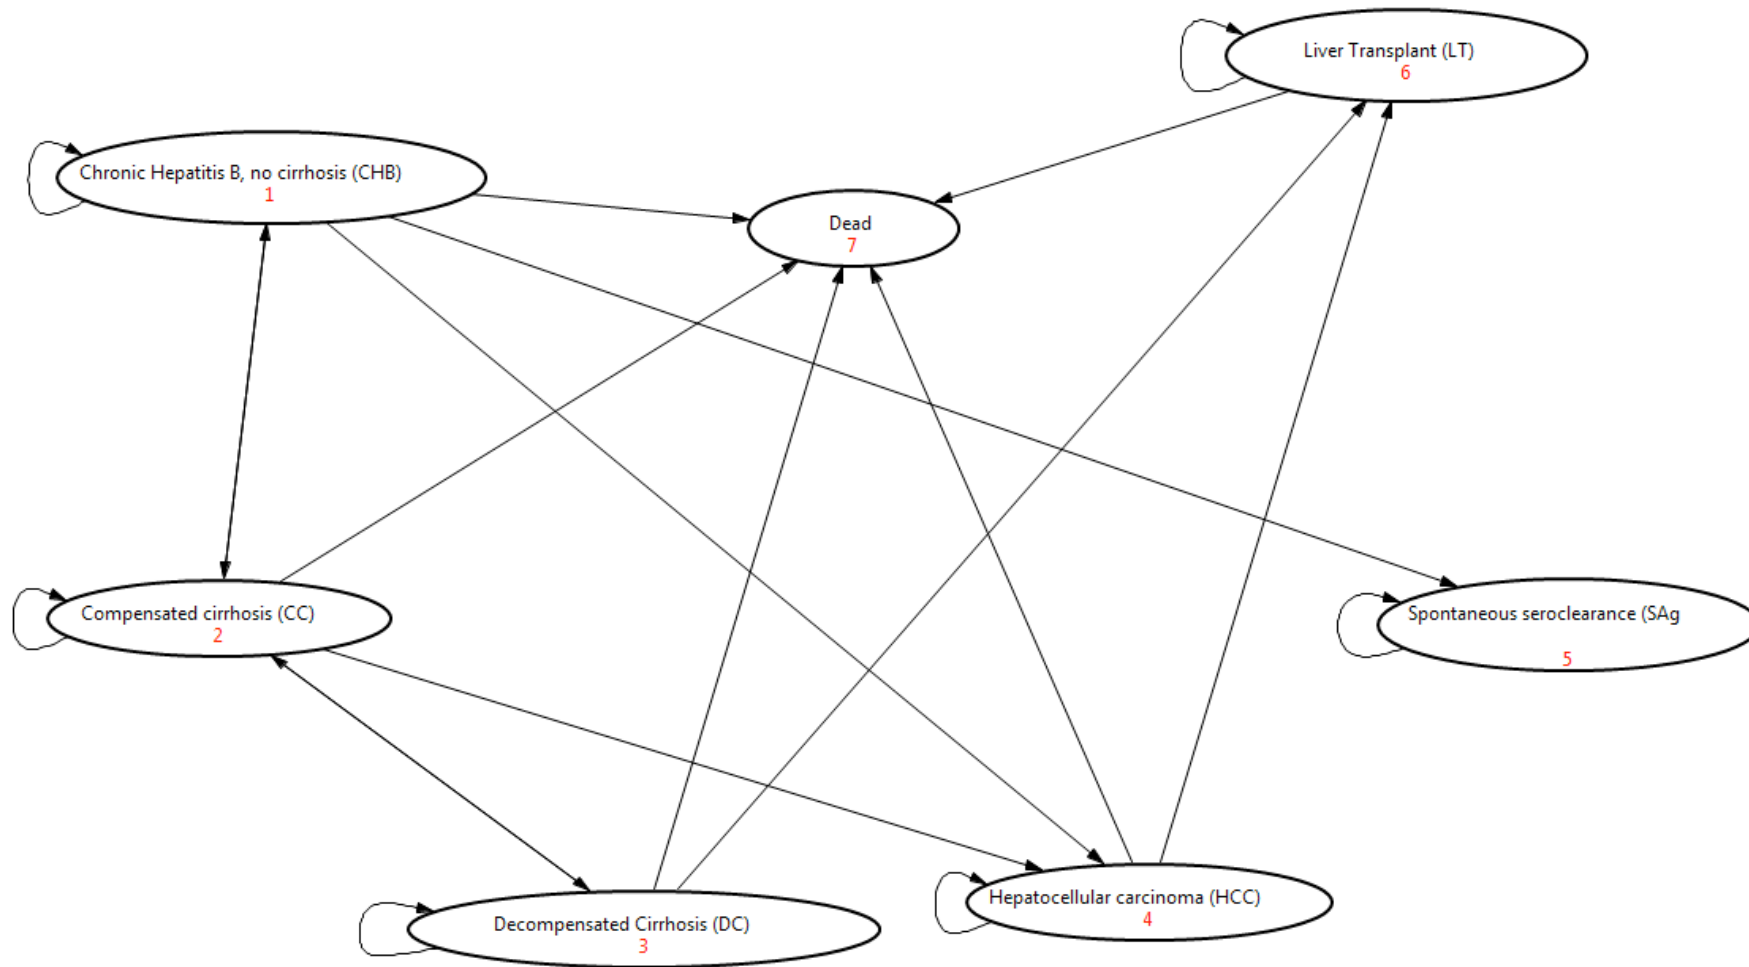 Liver Transplant (LT)
6
Chronic Hepatitis B, no cirrhosis (CHB)
1
Dead
7
Compensated cirrhosis (CC)
2
Spontaneous seroclearance (SAg
5
Hepatocellular carcinoma (HCC)
4
Decompensated Cirrhosis (DC)
3